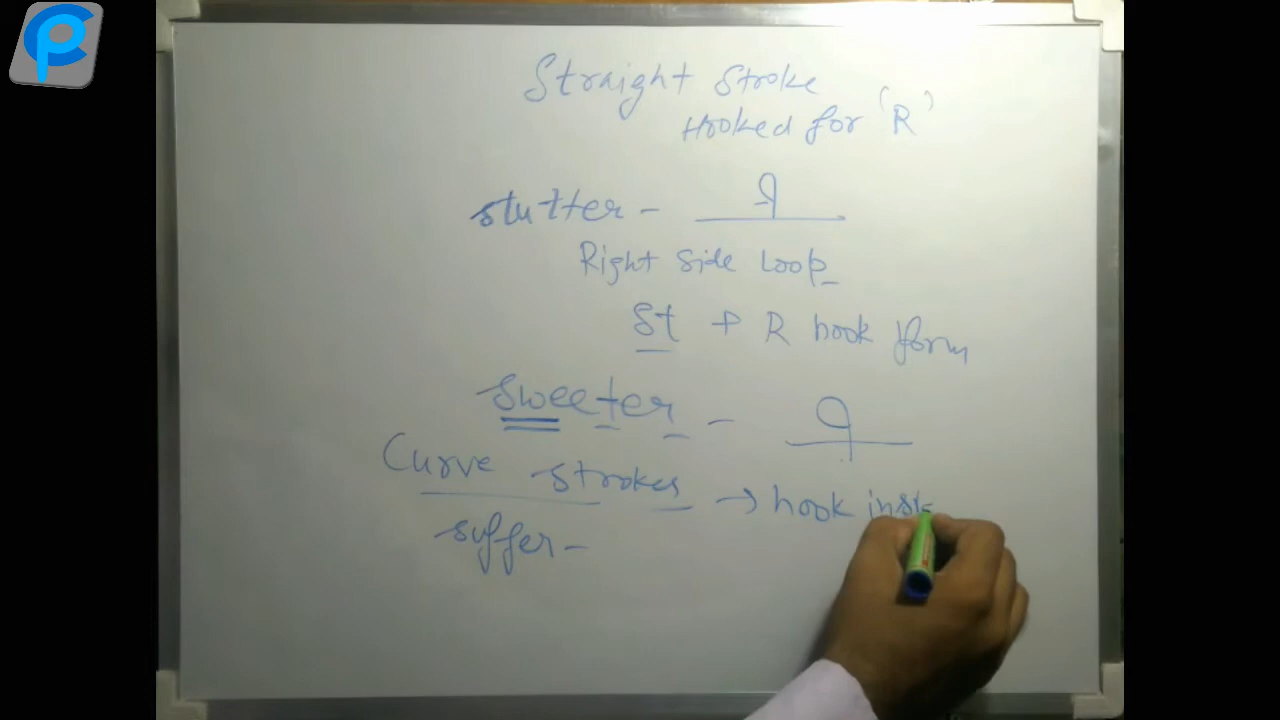 Straight Stroke
Hooked for 'R'
stutter -
Right side Loop
St + R hook form
sweeter -
Curve strokes → hook
suffer -